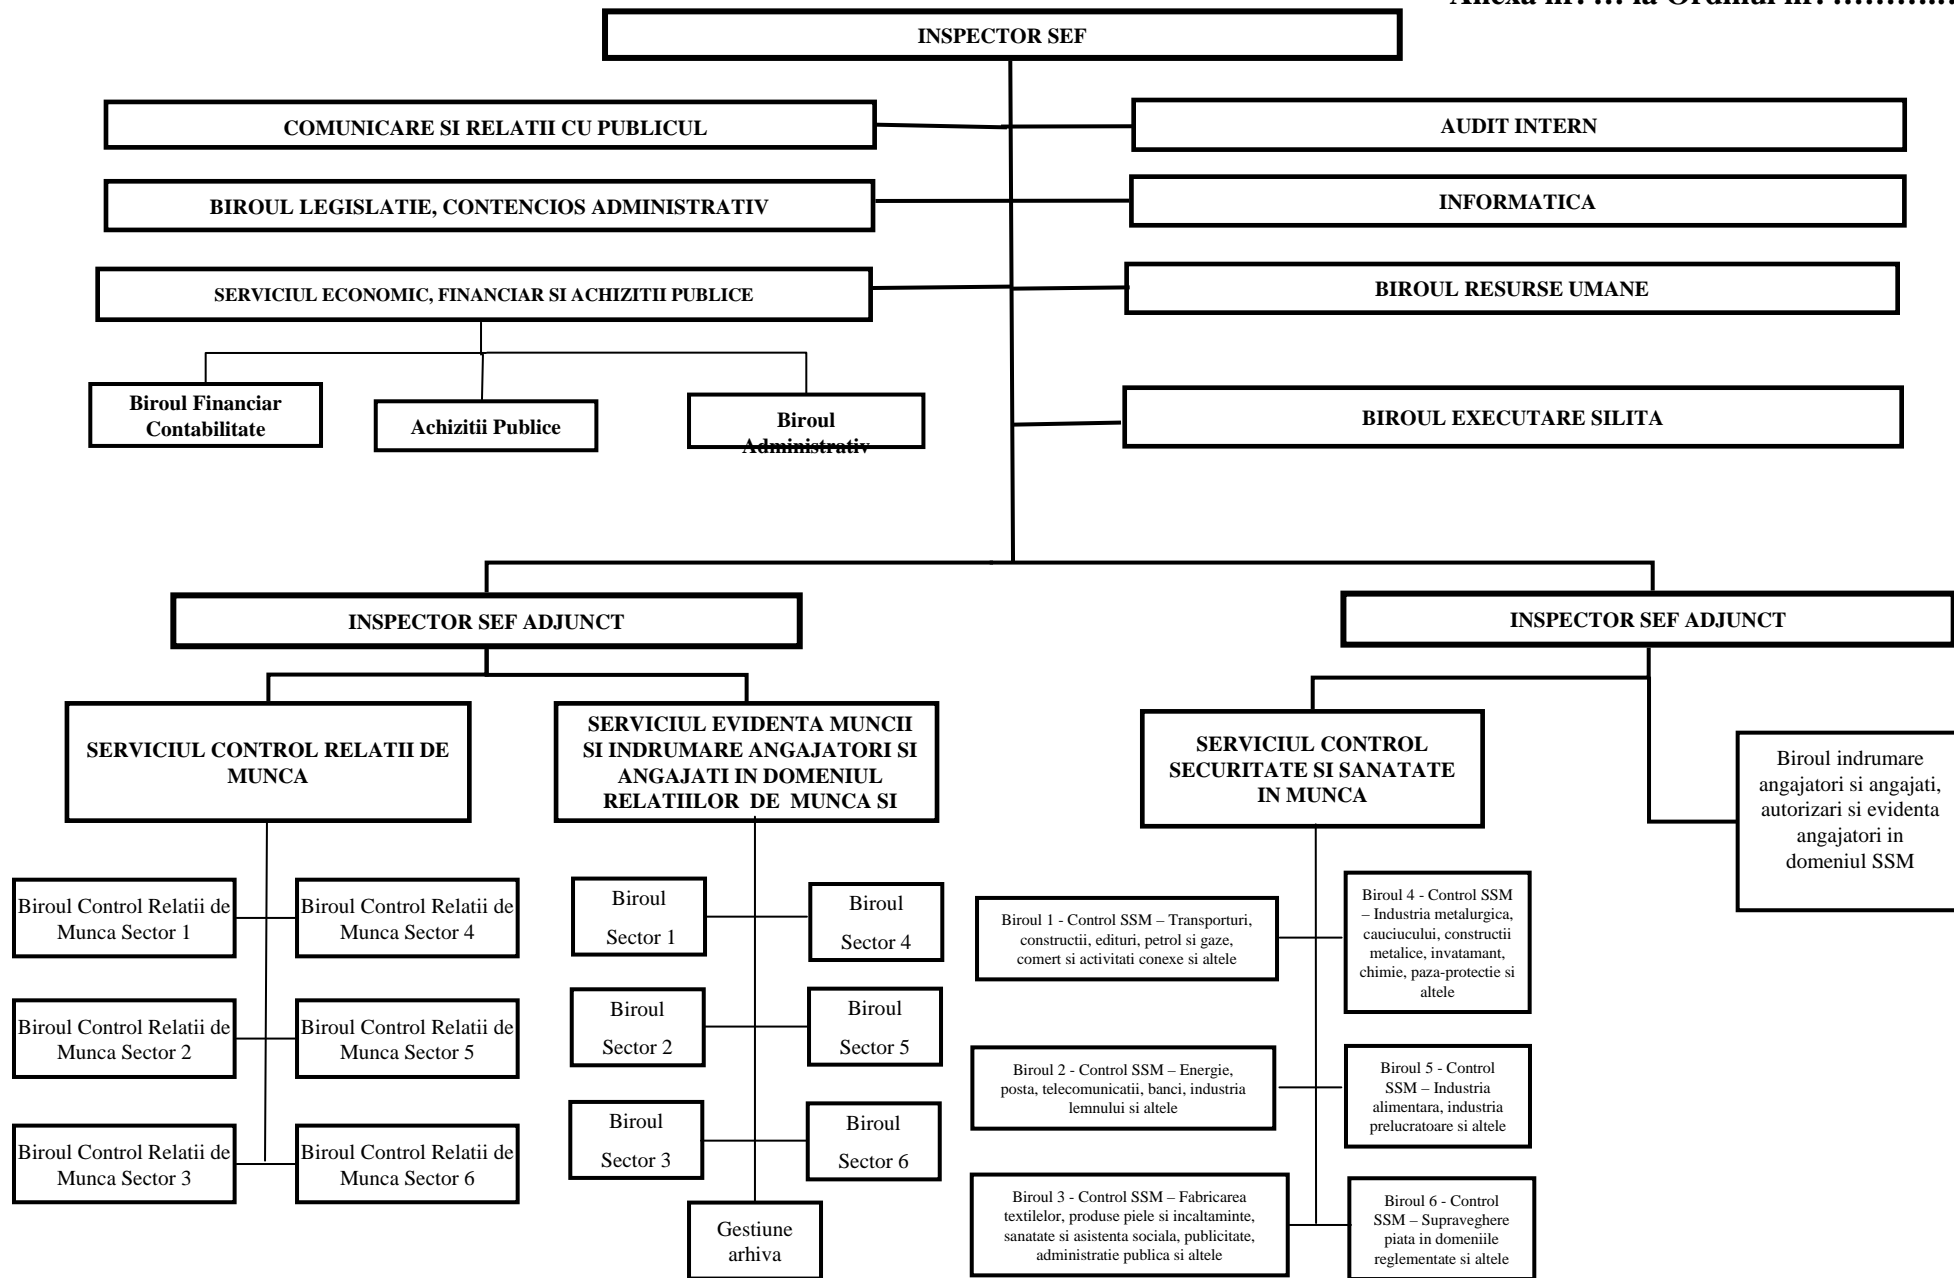 Anexa nr. … la Ordinul nr. …………
INSPECTOR SEF
COMUNICARE SI RELATII CU PUBLICUL
AUDIT INTERN
BIROUL LEGISLATIE, CONTENCIOS ADMINISTRATIV
INFORMATICA
SERVICIUL ECONOMIC, FINANCIAR SI ACHIZITII PUBLICE
BIROUL RESURSE UMANE
Biroul Financiar
Contabilitate
Achizitii Publice
Biroul
Administrativ
BIROUL EXECUTARE SILITA
INSPECTOR SEF ADJUNCT
INSPECTOR SEF ADJUNCT
SERVICIUL CONTROL RELATII DE
MUNCA
SERVICIUL EVIDENTA MUNCII
SI INDRUMARE ANGAJATORI SI
ANGAJATI IN DOMENIUL
RELATIILOR DE MUNCA SI
SERVICIUL CONTROL
SECURITATE SI SANATATE
IN MUNCA
Biroul indrumare
angajatori si angajati,
autorizari si evidenta
angajatori in
domeniul SSM
Biroul Control Relatii de
Munca Sector 1
Biroul Control Relatii de
Munca Sector 4
Biroul
Sector 1
Biroul
Sector 4
Biroul 1 - Control SSM – Transporturi,
constructii, edituri, petrol si gaze,
comert si activitati conexe si altele
Biroul 4 - Control SSM
– Industria metalurgica,
cauciucului, constructii
metalice, invatamant,
chimie, paza-protectie si
altele
Biroul Control Relatii de
Munca Sector 2
Biroul Control Relatii de
Munca Sector 5
Biroul
Sector 2
Biroul
Sector 5
Biroul 2 - Control SSM – Energie,
posta, telecomunicatii, banci, industria
lemnului si altele
Biroul 5 - Control
SSM – Industria
alimentara, industria
prelucratoare si altele
Biroul Control Relatii de
Munca Sector 3
Biroul Control Relatii de
Munca Sector 6
Biroul
Sector 3
Biroul
Sector 6
Biroul 3 - Control SSM – Fabricarea
textilelor, produse piele si incaltaminte,
sanatate si asistenta sociala, publicitate,
administratie publica si altele
Biroul 6 - Control
SSM – Supraveghere
piata in domeniile
reglementate si altele
Gestiune
arhiva